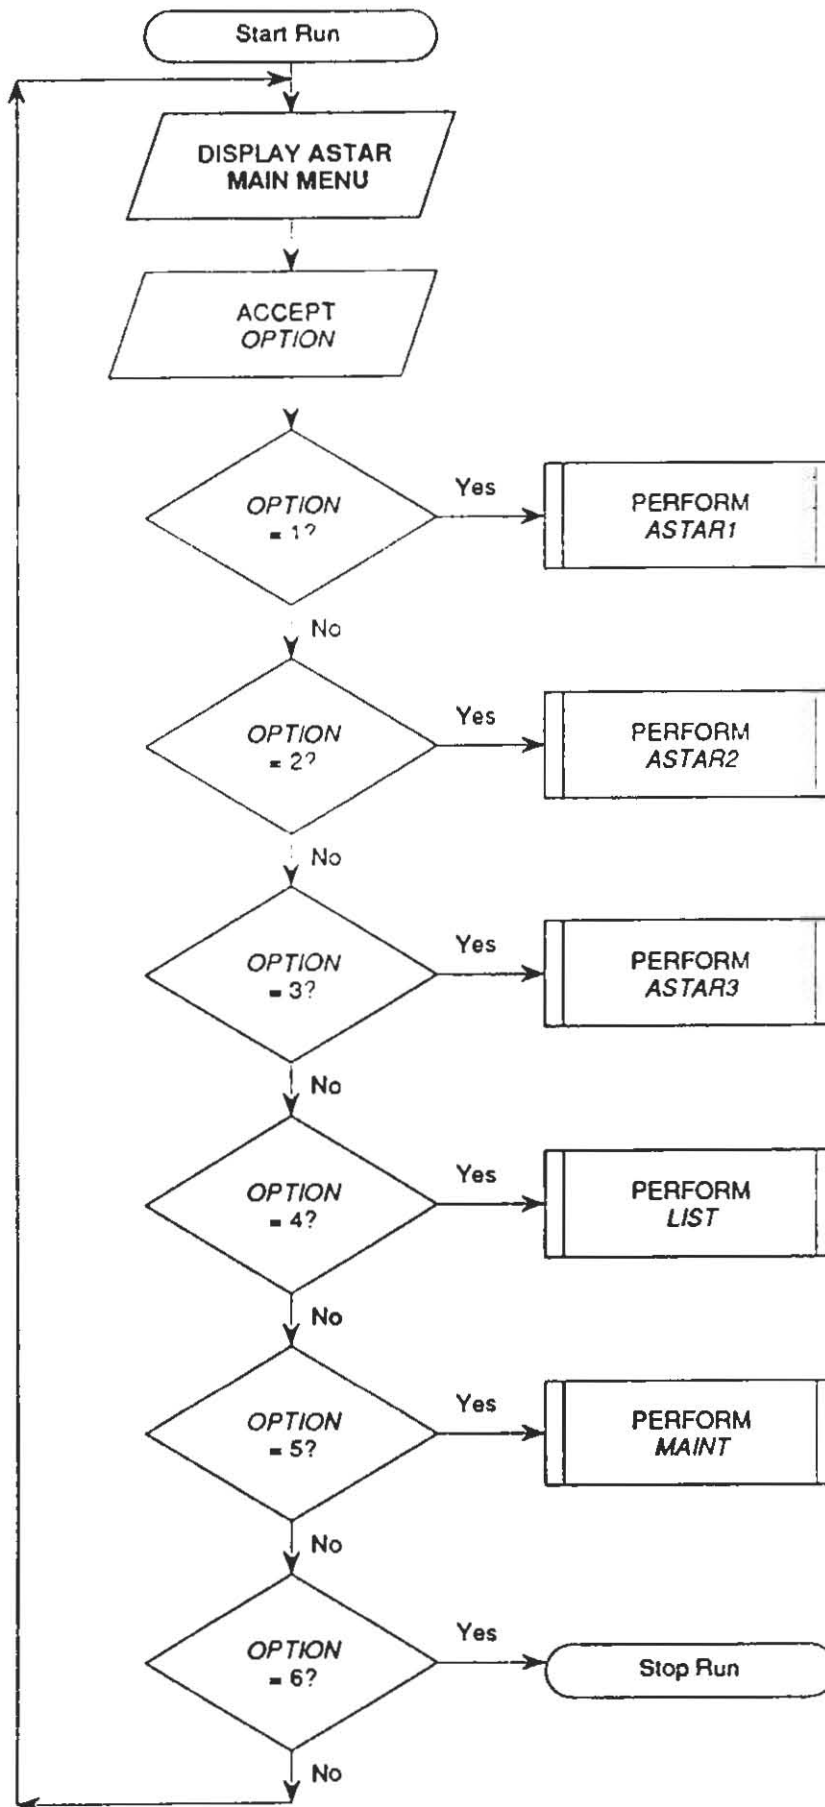 Start Run
DISPLAY ASTAR
MAIN MENU
ACCEPT
OPTION
OPTION
= 1?
Yes
PERFORM
ASTAR1
No
OPTION
= 2?
Yes
PERFORM
ASTAR2
No
OPTION
= 3?
Yes
PERFORM
ASTAR3
No
OPTION
= 4?
Yes
PERFORM
LIST
No
OPTION
= 5?
Yes
PERFORM
MAINT
No
OPTION
= 6?
Yes
Stop Run
No